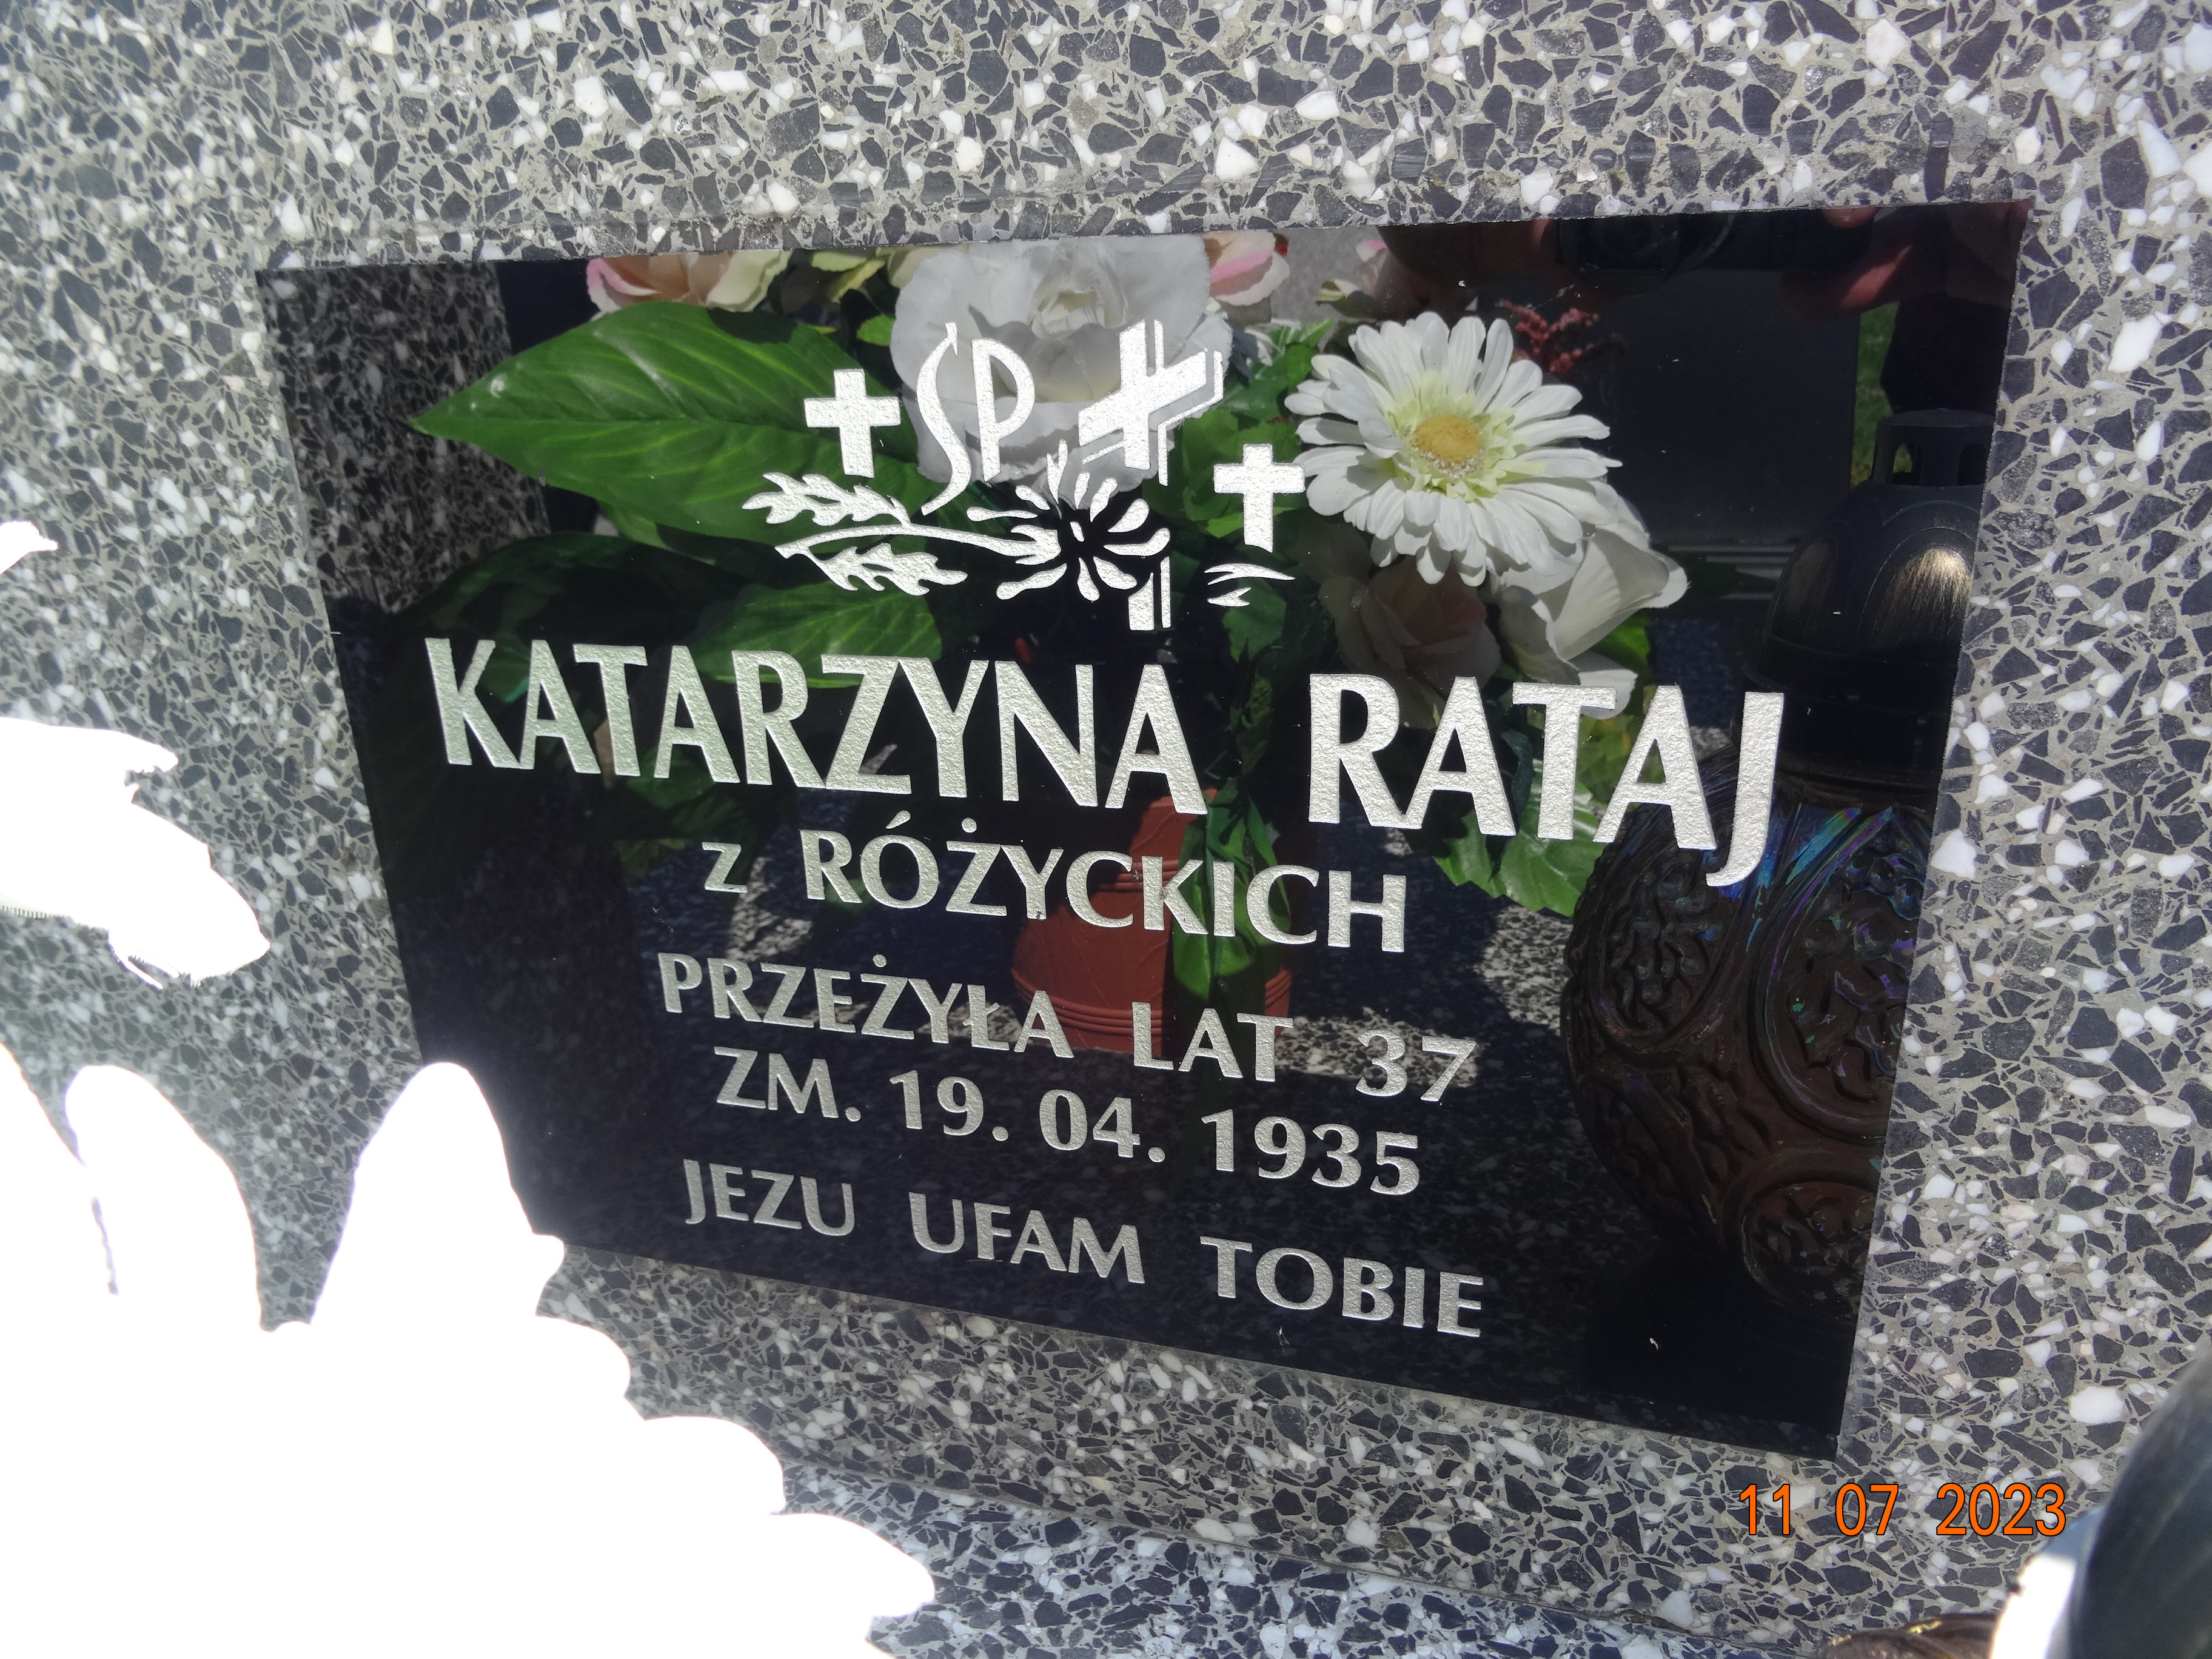 ŚP
KATARZYNA RATAJ
z RÓŻYCKICH
PRZEŻYŁA LAT 37
ZM. 19. 04. 1935
JEZU UFAM TOBIE
11 07 2023